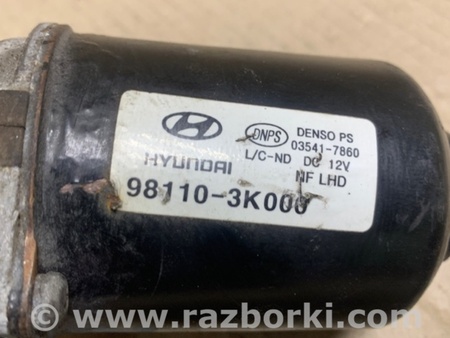 DNPS DENSO PS
03541-7860
HYUNDAI L/C-ND DC 12V
NF LHD
98110-3K000
www.razborki.com